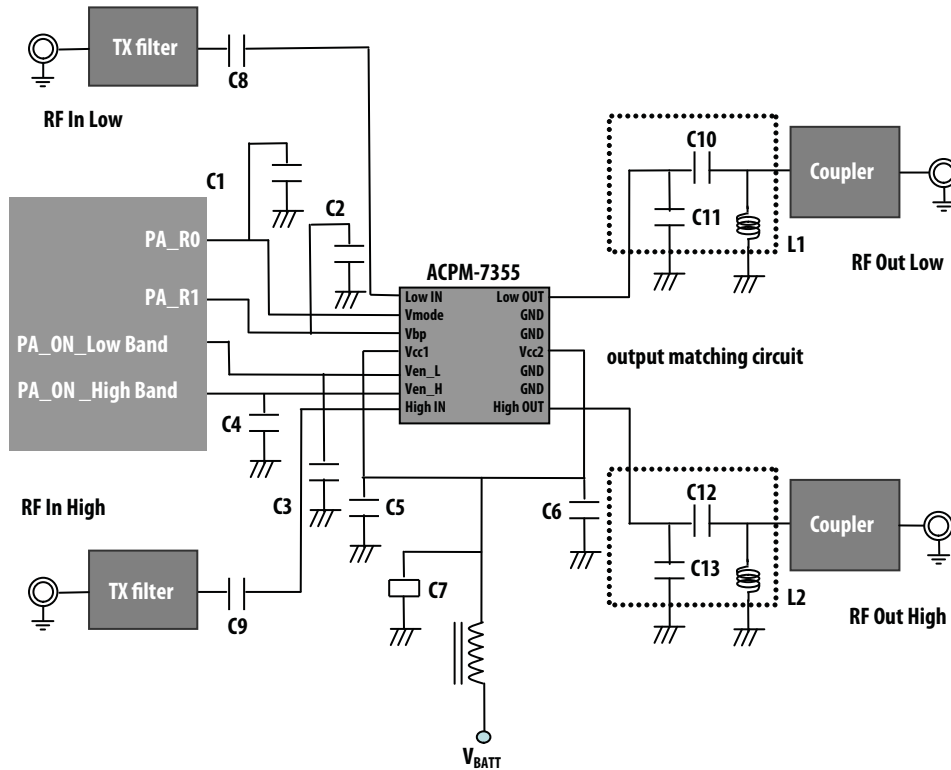 TX filter
C8
RF In Low
C10
Coupler
C1
C2
C11
L1
RF Out Low
PA_R0
ACPM-7355
PA_R1
Low IN
Low OUT
Vmode
GND
Vbp
GND
PA_ON_Low Band
Vcc1
Vcc2
output matching circuit
Ven_L
GND
PA_ON _High Band
Ven_H
GND
High IN
High OUT
C4
RF In High
C3
C5
C6
C12
Coupler
C13
TX filter
C7
L2
C9
RF Out High
VBATT